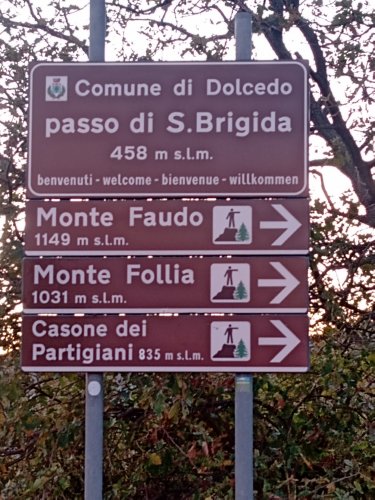 Comune di Dolcedo
passo di S.Brigida
458 m s.l.m.
benvenuti - welcome - bienvenue - willkommen
Monte Faudo
1149 m s.l.m.
Monte Follia
1031 m s.l.m.
Casone dei
Partigiani 835 m s.l.m.